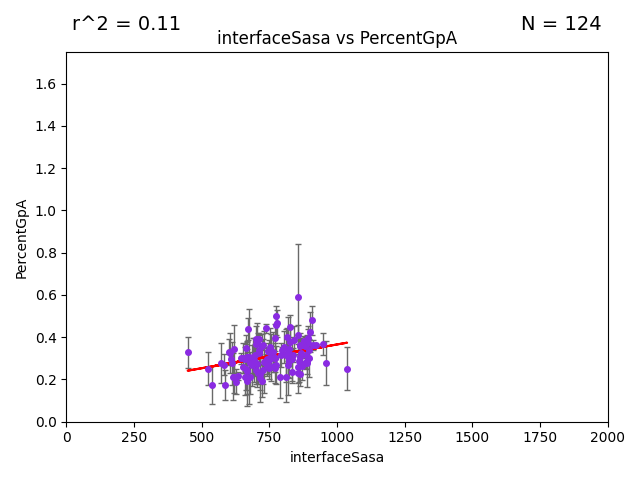 r^2 = 0.11
N = 124
interfaceSasa vs PercentGpA
PercentGpA
1.6
1.4
1.2
1.0
0.8
0.6
0.4
0.2
0.0
0 250 500 750 1000 1250 1500 1750 2000
interfaceSasa